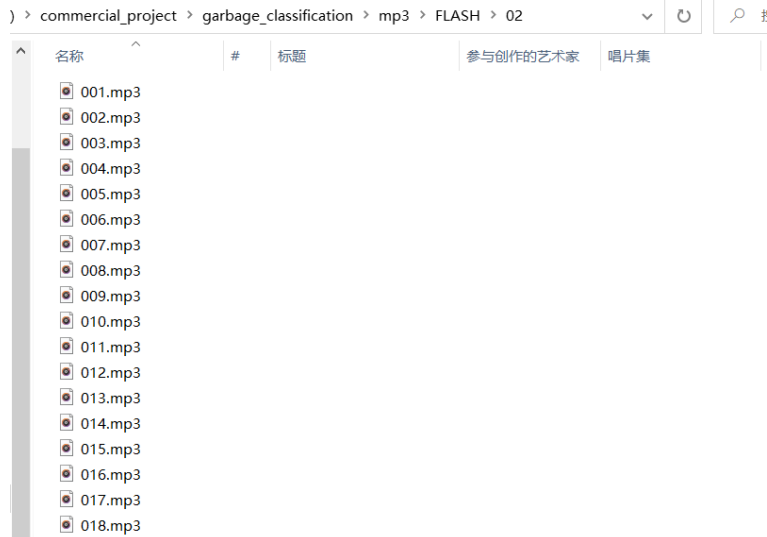 ) > commercial_project > garbage_classification > mp3 > FLASH > 02
名称 # 标题 参与创作的艺术家 唱片集
001.mp3
002.mp3
003.mp3
004.mp3
005.mp3
006.mp3
007.mp3
008.mp3
009.mp3
010.mp3
011.mp3
012.mp3
013.mp3
014.mp3
015.mp3
016.mp3
017.mp3
018.mp3